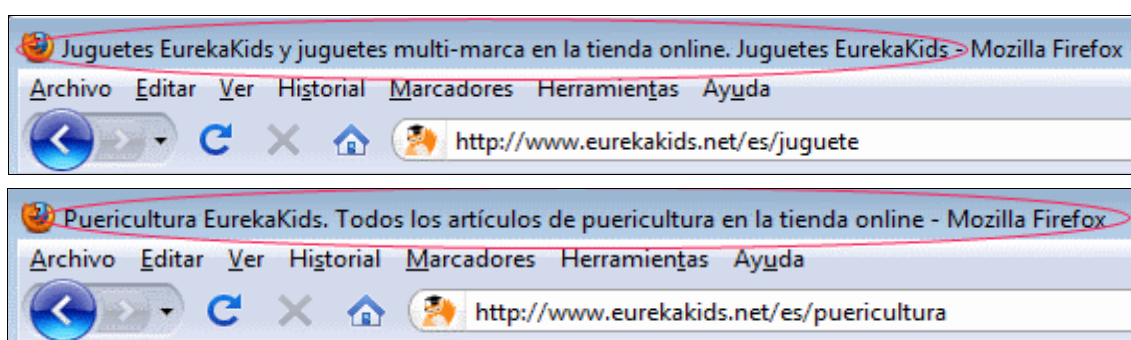 Juguetes EurekaKids y juguetes multi-marca en la tienda online. Juguetes EurekaKids - Mozilla Firefox
Archivo Editar Ver Historial Marcadores Herramientas Ayuda
http://www.eurekakids.net/es/juguete
Puericultura EurekaKids. Todos los artículos de puericultura en la tienda online - Mozilla Firefox
Archivo Editar Ver Historial Marcadores Herramientas Ayuda
http://www.eurekakids.net/es/puericultura